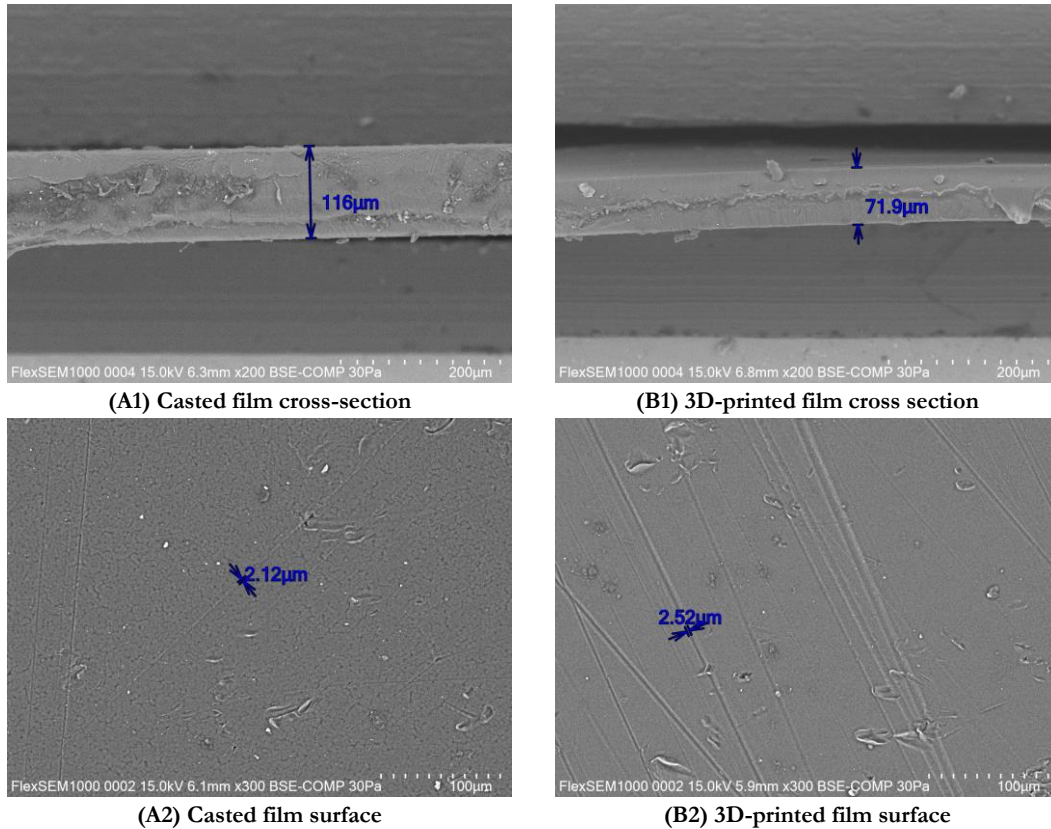 116µm
71.9µm
FlexSEM1000 0004 15.0kV 6.3mm x200 BSE-COMP 30Pa 200µm
FlexSEM1000 0004 15.0kV 6.8mm x200 BSE-COMP 30Pa 200µm
(A1) Casted film cross-section
(B1) 3D-printed film cross section
2.12µm
2.52µm
FlexSEM1000 0002 15.0kV 6.1mm x300 BSE-COMP 30Pa 100µm
FlexSEM1000 0002 15.0kV 5.9mm x300 BSE-COMP 30Pa 100µm
(A2) Casted film surface
(B2) 3D-printed film surface